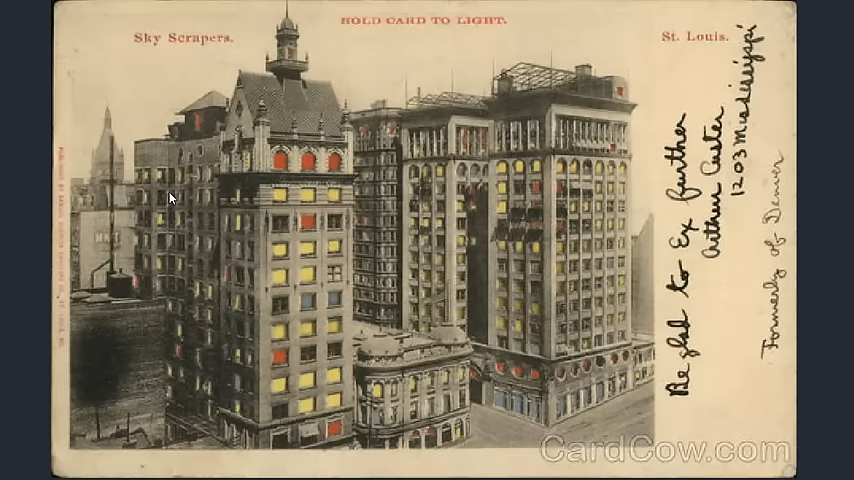 HOLD CARD TO LIGHT.
Sky Scrapers.
St. Louis.
Be glad to Ex further
Arthur Custer
1203 Mississippi
Formerly of Denver
CardCow.com